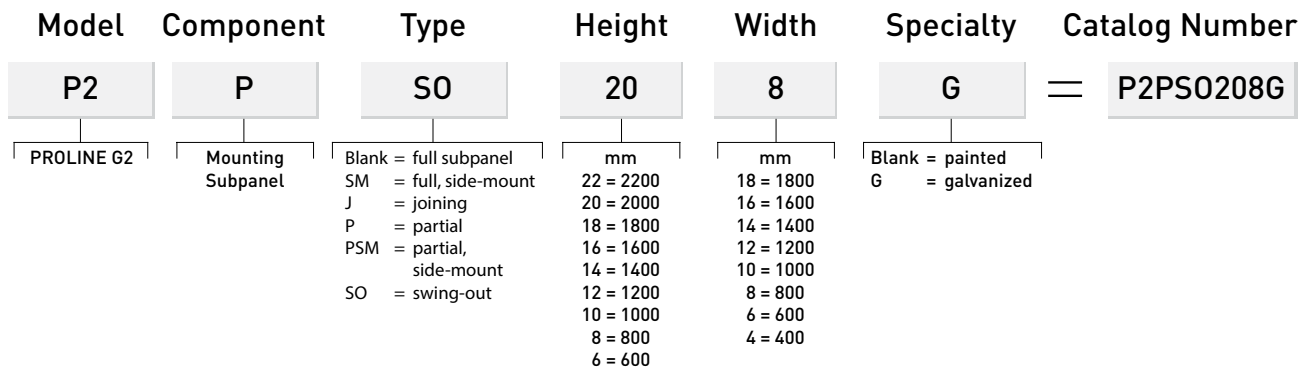 Model Component Type Height Width Specialty Catalog Number
P2 P SO 20 8 G = P2PSO208G
PROLINE G2 Mounting Blank = full subpanel mm mm Blank = painted
Subpanel SM = full, side-mount 22 = 2200 18 = 1800 G = galvanized
J = joining 20 = 2000 16 = 1600
P = partial 18 = 1800 14 = 1400
PSM = partial, 16 = 1600 12 = 1200
side-mount 14 = 1400 10 = 1000
SO = swing-out 12 = 1200 8 = 800
10 = 1000 6 = 600
8 = 800 4 = 400
6 = 600